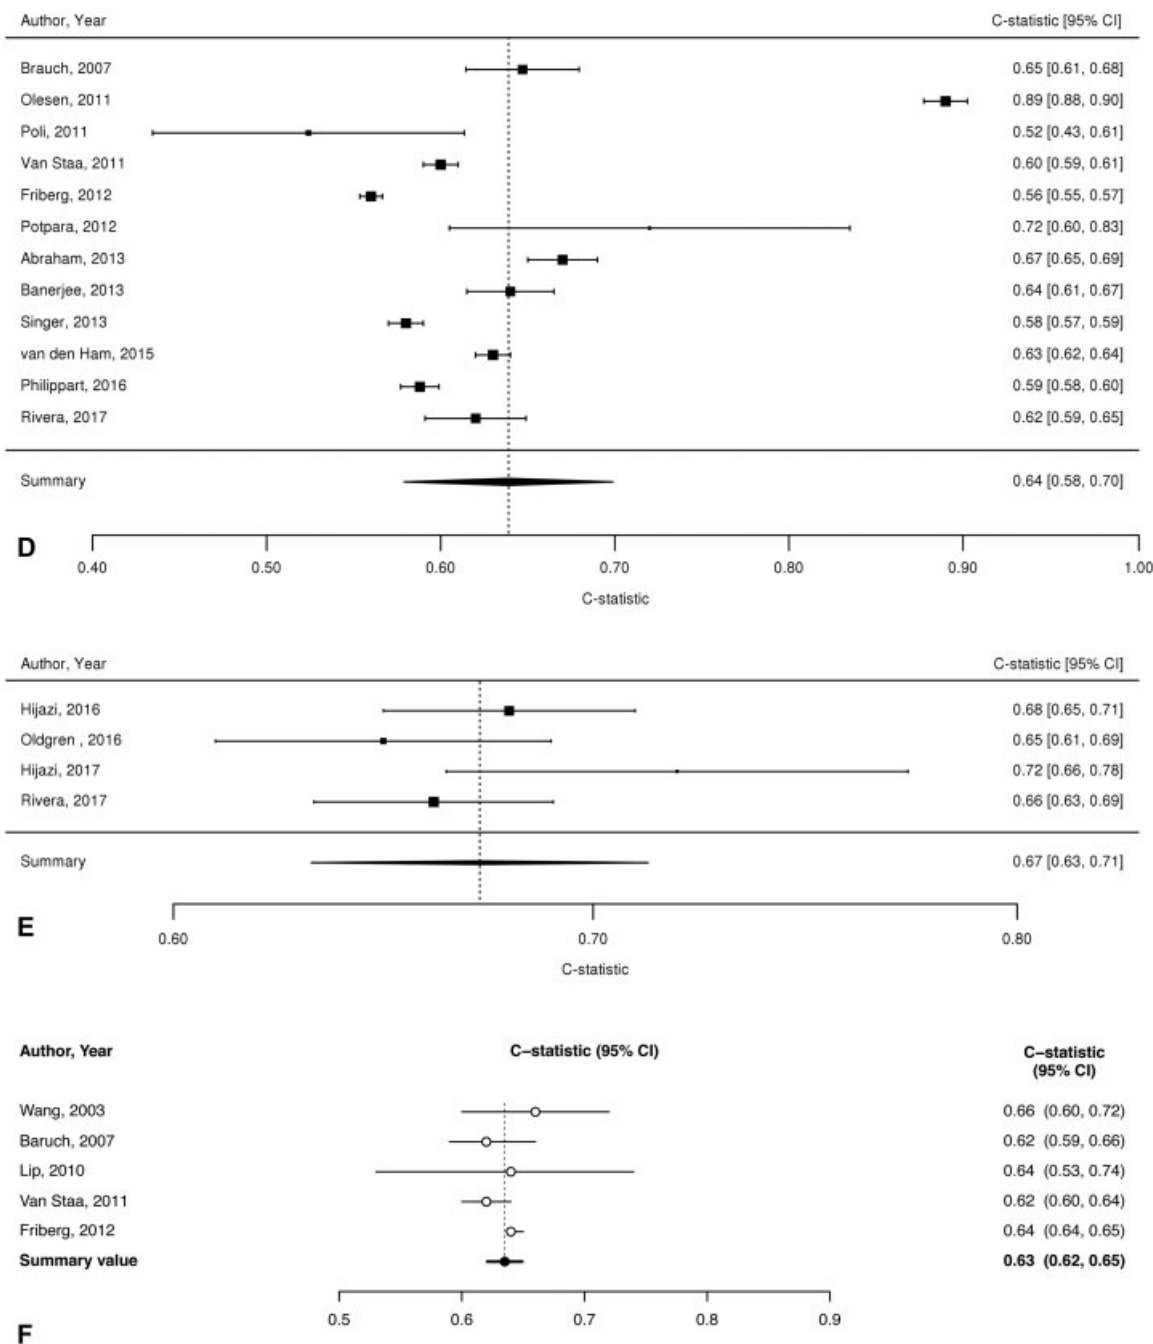 Author, Year C-statistic [95% CI]
Brauch, 2007 0.65 [0.61, 0.68]
Olesen, 2011 0.89 [0.88, 0.90]
Poli, 2011 0.52 [0.43, 0.61]
Van Staa, 2011 0.60 [0.59, 0.61]
Friberg, 2012 0.56 [0.55, 0.57]
Potpara, 2012 0.72 [0.60, 0.83]
Abraham, 2013 0.67 [0.65, 0.69]
Banerjee, 2013 0.64 [0.61, 0.67]
Singer, 2013 0.58 [0.57, 0.59]
van den Ham, 2015 0.63 [0.62, 0.64]
Philippart, 2016 0.59 [0.58, 0.60]
Rivera, 2017 0.62 [0.59, 0.65]
Summary 0.64 [0.58, 0.70]
D
0.40 0.50 0.60 0.70 0.80 0.90 1.00
C-statistic
Author, Year C-statistic [95% CI]
Hijazi, 2016 0.68 [0.65, 0.71]
Oldgren , 2016 0.65 [0.61, 0.69]
Hijazi, 2017 0.72 [0.66, 0.78]
Rivera, 2017 0.66 [0.63, 0.69]
Summary 0.67 [0.63, 0.71]
E
0.60 0.70 0.80
C-statistic
Author, Year C−statistic (95% CI) C−statistic
(95% CI)
Wang, 2003 0.66 (0.60, 0.72)
Baruch, 2007 0.62 (0.59, 0.66)
Lip, 2010 0.64 (0.53, 0.74)
Van Staa, 2011 0.62 (0.60, 0.64)
Friberg, 2012 0.64 (0.64, 0.65)
Summary value 0.63 (0.62, 0.65)
0.5 0.6 0.7 0.8 0.9
F